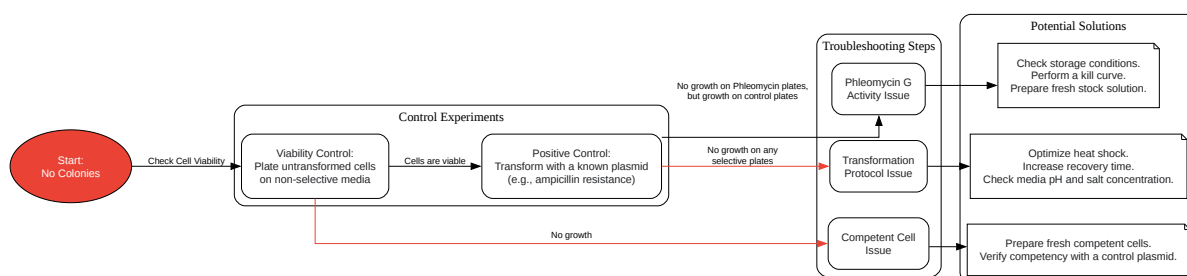 Potential Solutions
Troubleshooting Steps
Check storage conditions.
Perform a kill curve.
Prepare fresh stock solution.
Phleomycin G
Activity Issue
No growth on Phleomycin plates,
but growth on control plates
Control Experiments
Start:
No Colonies
Check Cell Viability
Viability Control:
Plate untransformed cells
on non-selective media
Cells are viable
Positive Control:
Transform with a known plasmid
(e.g., ampicillin resistance)
No growth on any
selective plates
Transformation
Protocol Issue
Optimize heat shock.
Increase recovery time.
Check media pH and salt concentration.
No growth
Competent Cell
Issue
Prepare fresh competent cells.
Verify competency with a control plasmid.